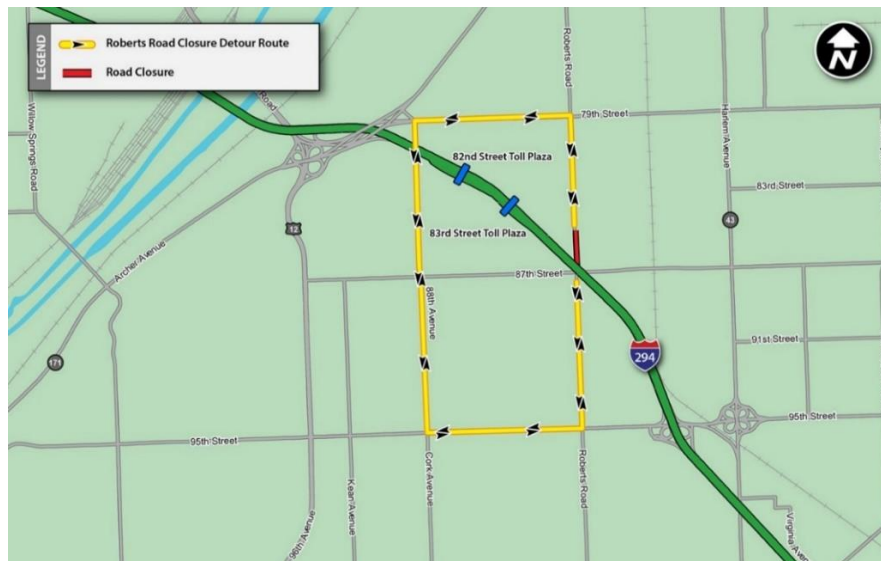 LEGEND
Roberts Road Closure Detour Route
Road Closure
N
Roberts Road
79th Street
Road
Willow Springs Road
Harlem Avenue
82nd Street Toll Plaza
83rd Street
83rd Street Toll Plaza
43
12
Archer Avenue
87th Street
88th Avenue
91st Street
294
171
95th Street
95th Street
Cork Avenue
Roberts Road
Kean Avenue
96th Avenue
Virginia Ave